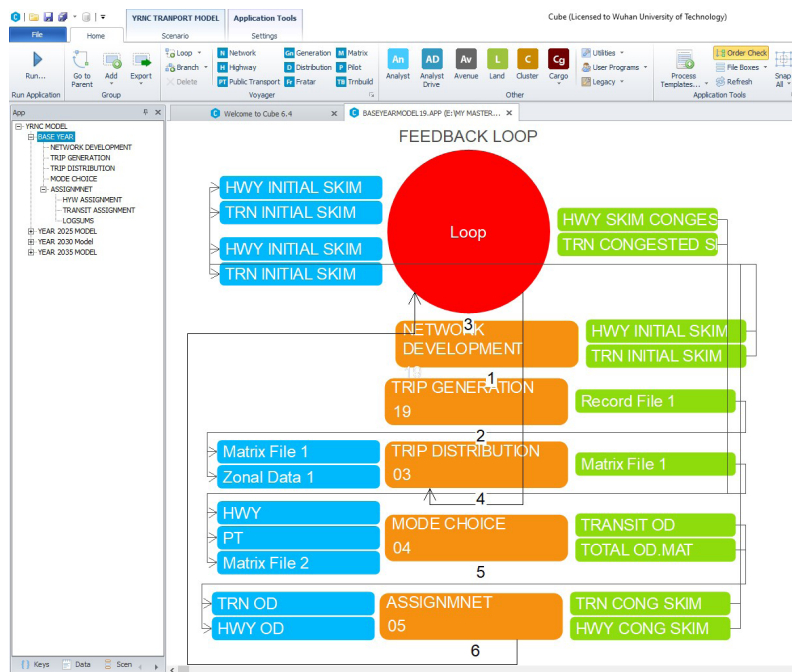 YRNC TRANPORT MODEL
Application Tools
Cube (Licensed to Wuhan University of Technology)
File
Home
Scenario
Settings
Run...
Go to Parent
Add
Export
Loop
Branch
Delete
N Network
Gn Generation
M Matrix
H Highway
D Distribution
P Pilot
PT Public Transport
Fr Fratar
TB Trnbuild
An
AD
Av
L
C
Cg
Analyst
Analyst Drive
Avenue
Land
Cluster
Cargo
Utilities
User Programs
Legacy
Process Templates...
Order Check
File Boxes
Refresh
Snap All
Run Application
Group
Voyager
Other
Application Tools
App
Welcome to Cube 6.4
BASEYEARMODEL19.APP (E:\MY MASTER...
YRNC MODEL
BASE YEAR
NETWORK DEVELOPMENT
TRIP GENERATION
TRIP DISTRIBUTION
MODE CHOICE
ASSIGMNET
HYW ASSIGNMENT
TRANSIT ASSIGNMENT
LOGSUMS
YEAR 2025 MODEL
YEAR 2030 Model
YEAR 2035 MODEL
FEEDBACK LOOP
HWY INITIAL SKIM
TRN INITIAL SKIM
HWY INITIAL SKIM
TRN INITIAL SKIM
Loop
HWY SKIM CONGES
TRN CONGESTED S
3
NETWORK
DEVELOPMENT
HWY INITIAL SKIM
TRN INITIAL SKIM
1
TRIP GENERATION
19
Record File 1
2
Matrix File 1
Zonal Data 1
TRIP DISTRIBUTION
03
Matrix File 1
4
HWY
PT
Matrix File 2
MODE CHOICE
04
TRANSIT OD
TOTAL OD.MAT
5
TRN OD
HWY OD
ASSIGNMNET
05
TRN CONG SKIM
HWY CONG SKIM
6
Keys
Data
Scen